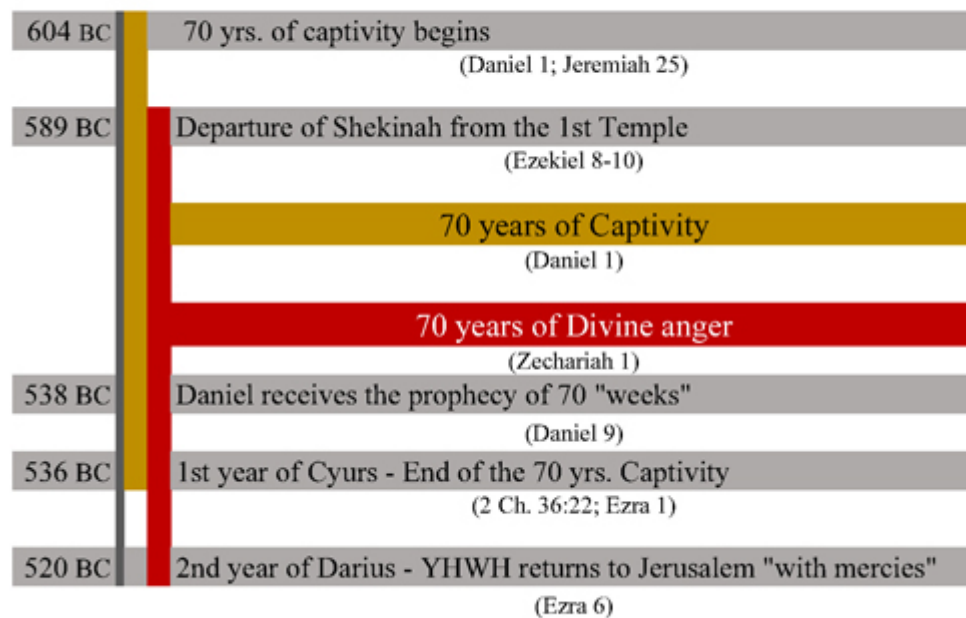 604 BC 70 yrs. of captivity begins
(Daniel 1; Jeremiah 25)
589 BC Departure of Shekinah from the 1st Temple
(Ezekiel 8-10)
70 years of Captivity
(Daniel 1)
70 years of Divine anger
(Zechariah 1)
538 BC Daniel receives the prophecy of 70 "weeks"
(Daniel 9)
536 BC 1st year of Cyurs - End of the 70 yrs. Captivity
(2 Ch. 36:22; Ezra 1)
520 BC 2nd year of Darius - YHWH returns to Jerusalem "with mercies"
(Ezra 6)